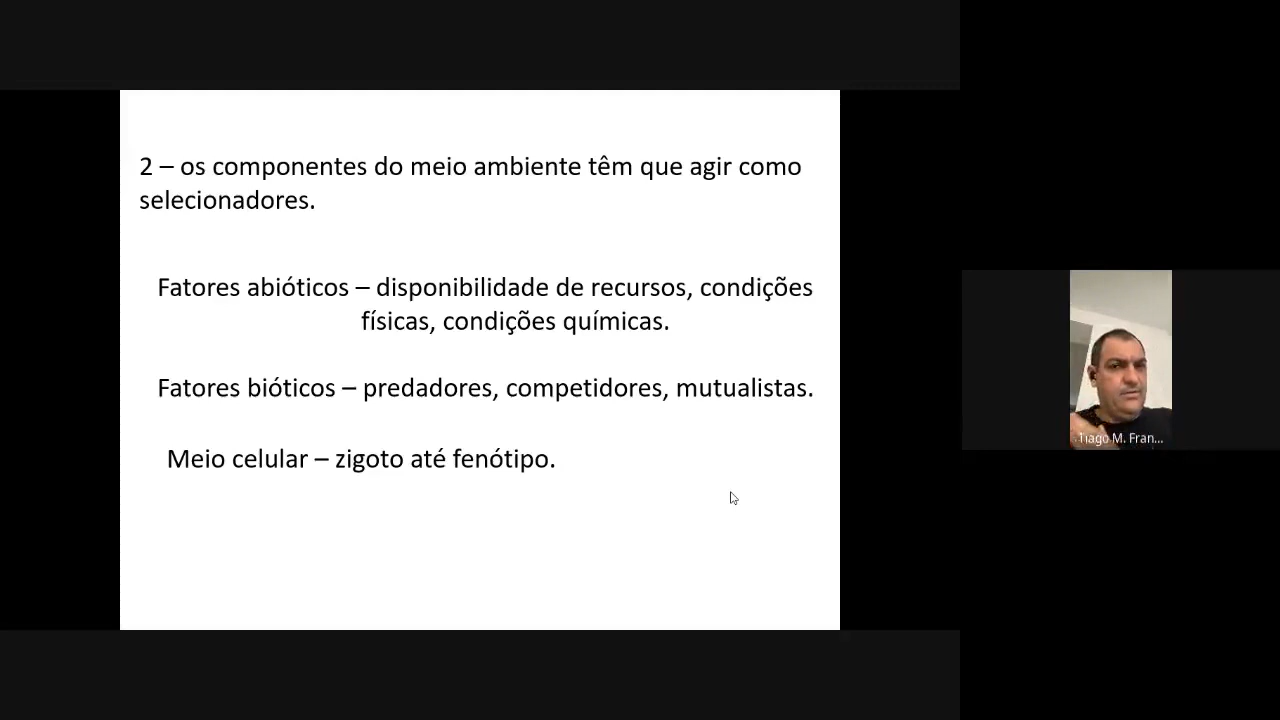 2 – os componentes do meio ambiente têm que agir como
selecionadores.
Fatores abióticos – disponibilidade de recursos, condições
físicas, condições químicas.
Fatores bióticos – predadores, competidores, mutualistas.
Meio celular – zigoto até fenótipo.
Tiago M. Fran...